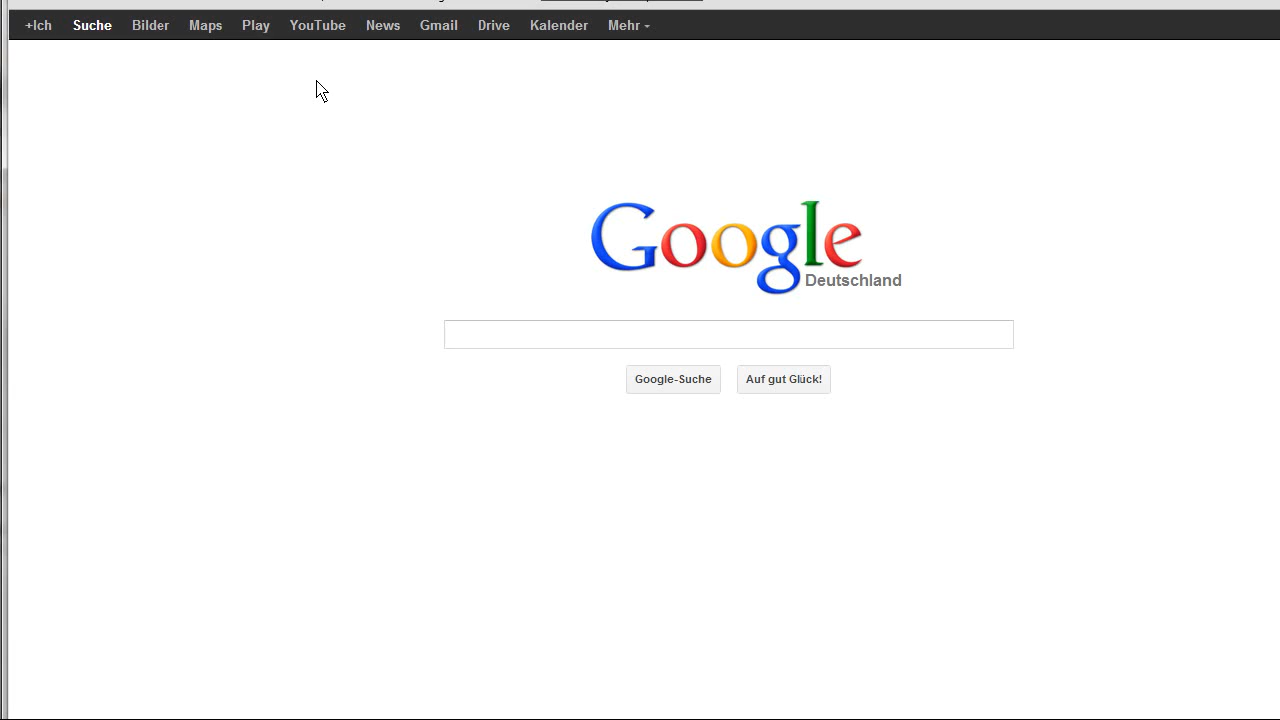 +Ich Suche Bilder Maps Play YouTube News Gmail Drive Kalender Mehr
Google
Deutschland
Google-Suche Auf gut Glück!